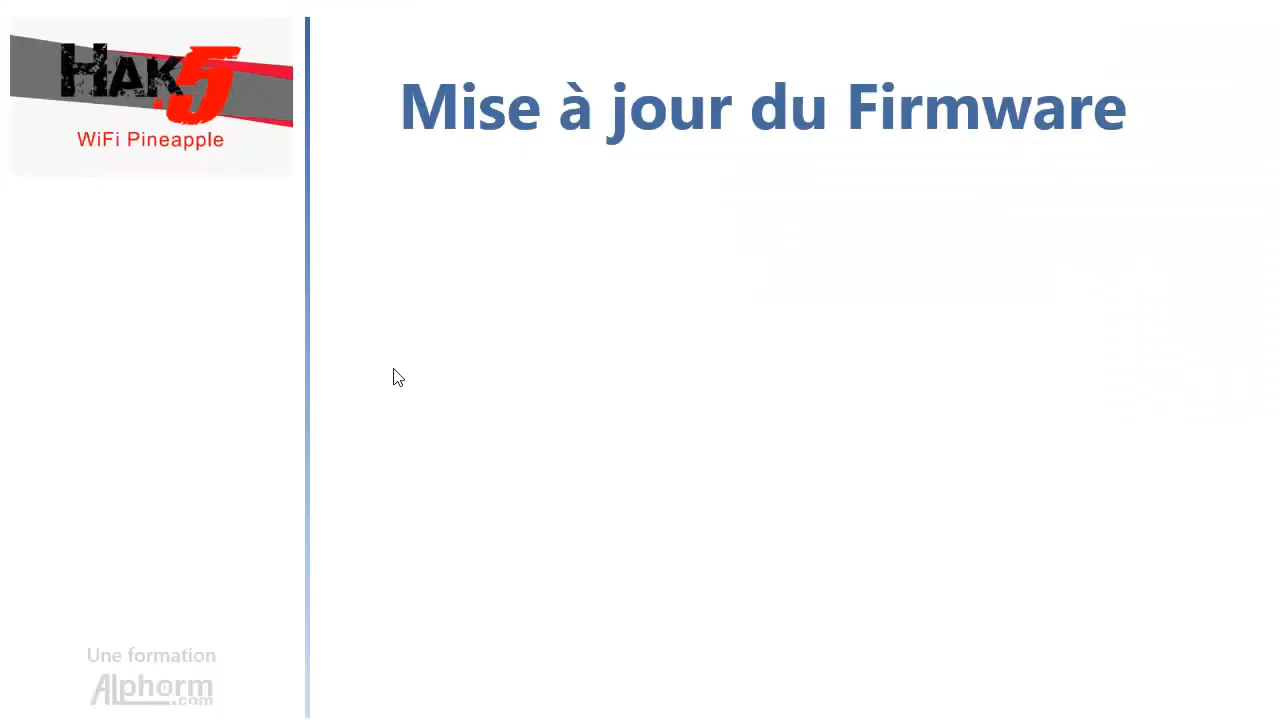 HAK5
WiFi Pineapple
Mise à jour du Firmware
Une formation
Alphorm
.com